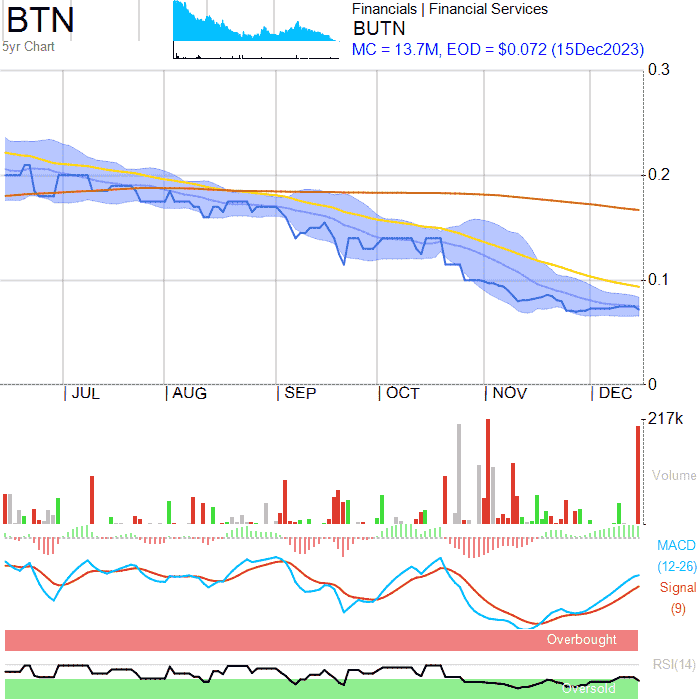 BTN
5yr Chart
Financials | Financial Services
BUTN
MC = 13.7M, EOD = $0.072 (15Dec2023)
0.3
0.2
0.1
0
JUL AUG SEP OCT NOV DEC
217k
Volume
MACD
(12-26)
Signal
(9)
Overbought
RSI(14)
Oversold